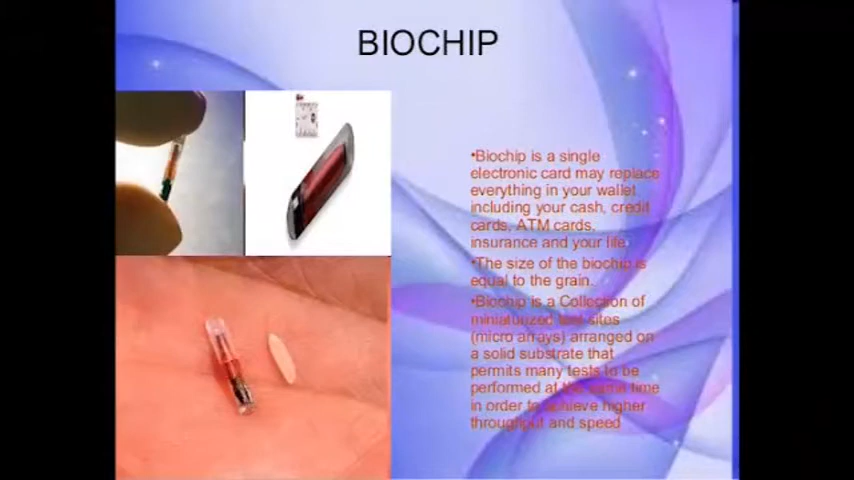 BIOCHIP
•Biochip is a single
electronic card may replace
everything in your wallet
including your cash, credit
cards, ATM cards,
insurance and your life.
•The size of the biochip is
equal to the grain.
•Biochip is a Collection of
miniaturized test sites
(micro arrays) arranged on
a solid substrate that
permits many tests to be
performed at the same time
in order to achieve higher
throughput and speed